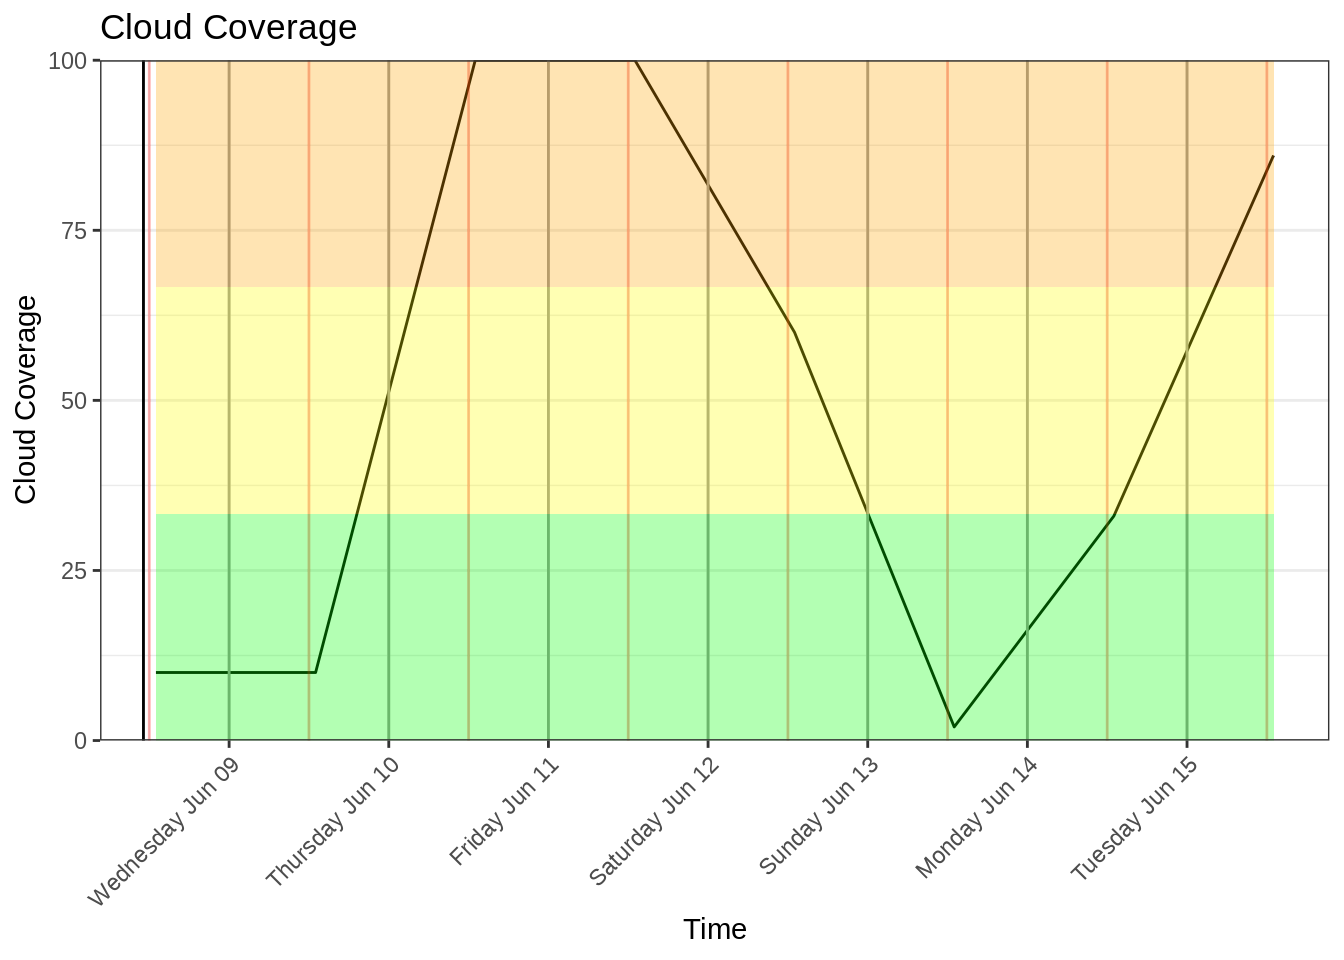 Cloud Coverage
100
75
50
25
0
Cloud Coverage
Wednesday Jun 09
Thursday Jun 10
Friday Jun 11
Saturday Jun 12
Sunday Jun 13
Monday Jun 14
Tuesday Jun 15
Time